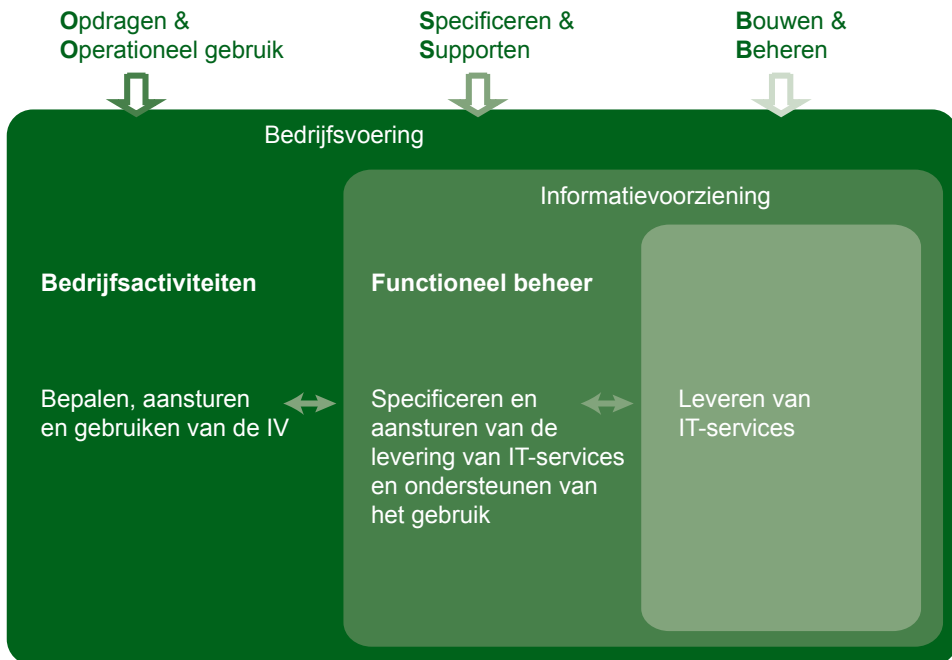 Opdragen &
Operationeel gebruik
Specificeren &
Supporten
Bouwen &
Beheren
Bedrijfsvoering
Informatievoorziening
Bedrijfsactiviteiten
Functioneel beheer
Bepalen, aansturen
en gebruiken van de IV
Specificeren en
aansturen van de
levering van IT-services
en ondersteunen van
het gebruik
Leveren van
IT-services